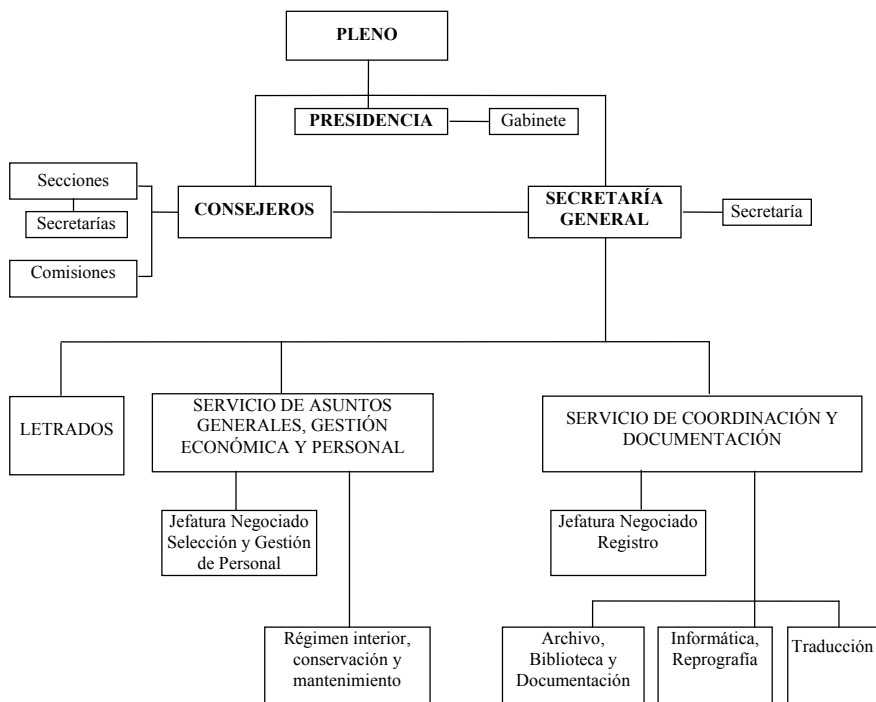 PLENO
PRESIDENCIA
Gabinete
Secciones
Secretarías
Comisiones
CONSEJEROS
SECRETARÍA
GENERAL
Secretaría
LETRADOS
SERVICIO DE ASUNTOS
GENERALES, GESTIÓN
ECONÓMICA Y PERSONAL
SERVICIO DE COORDINACIÓN Y
DOCUMENTACIÓN
Jefatura Negociado
Selección y Gestión
de Personal
Jefatura Negociado
Registro
Régimen interior,
conservación y
mantenimiento
Archivo,
Biblioteca y
Documentación
Informática,
Reprografía
Traducción